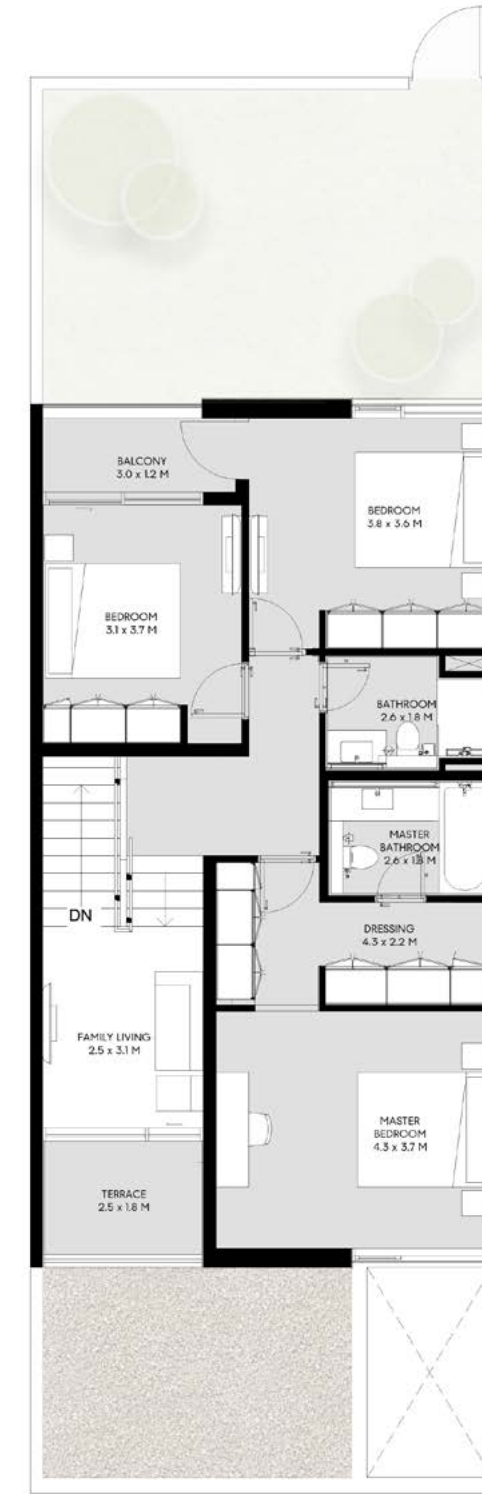 BALCONY
3.0 x 1.2 M
BEDROOM
3.8 x 3.6 M
BEDROOM
3.1 x 3.7 M
BATHROOM
2.6 x 1.8 M
MASTER
BATHROOM
2.6 x 1.8 M
DN
DRESSING
4.3 x 2.2 M
FAMILY LIVING
2.5 x 3.1 M
MASTER
BEDROOM
4.3 x 3.7 M
TERRACE
2.5 x 1.8 M